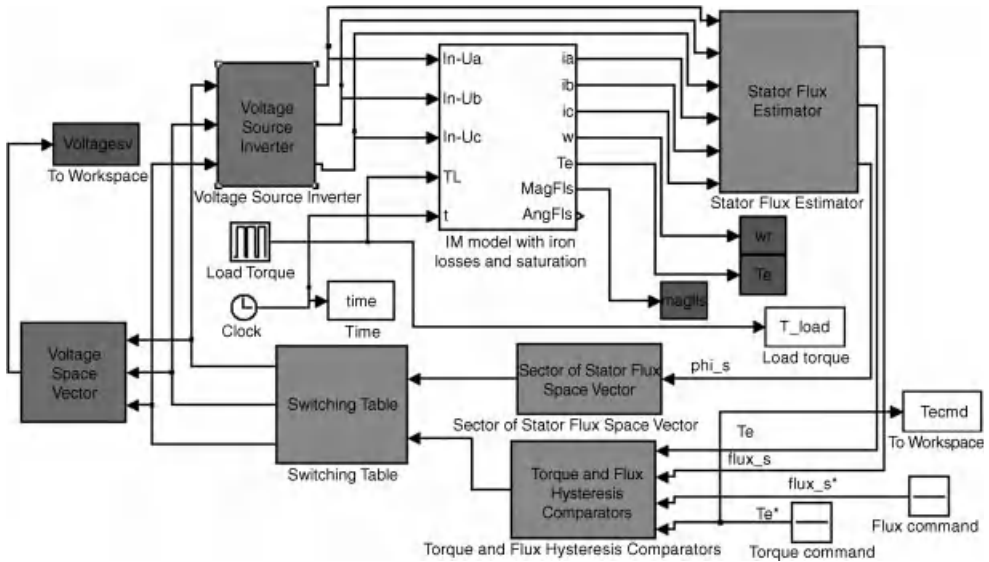 Voltage
Source
Inverter
Voltage Source Inverter
In-Ua
In-Ub
In-Uc
TL
t
ia
ib
ic
w
Te
MagFls
AngFls
IM model with iron
losses and saturation
Stator Flux
Estimator
Stator Flux Estimator
Voltagesv
To Workspace
Load Torque
Clock
time
Time
wr
Te
magfls
T_load
Load torque
Voltage
Space
Vector
Switching Table
Switching Table
Sector of Stator Flux
Space Vector
Sector of Stator Flux Space Vector
phi_s
Tecmd
To Workspace
Te
flux_s
flux_s*
Te*
Torque and Flux
Hysteresis
Comparators
Torque and Flux Hysteresis Comparators
Flux command
Torque command